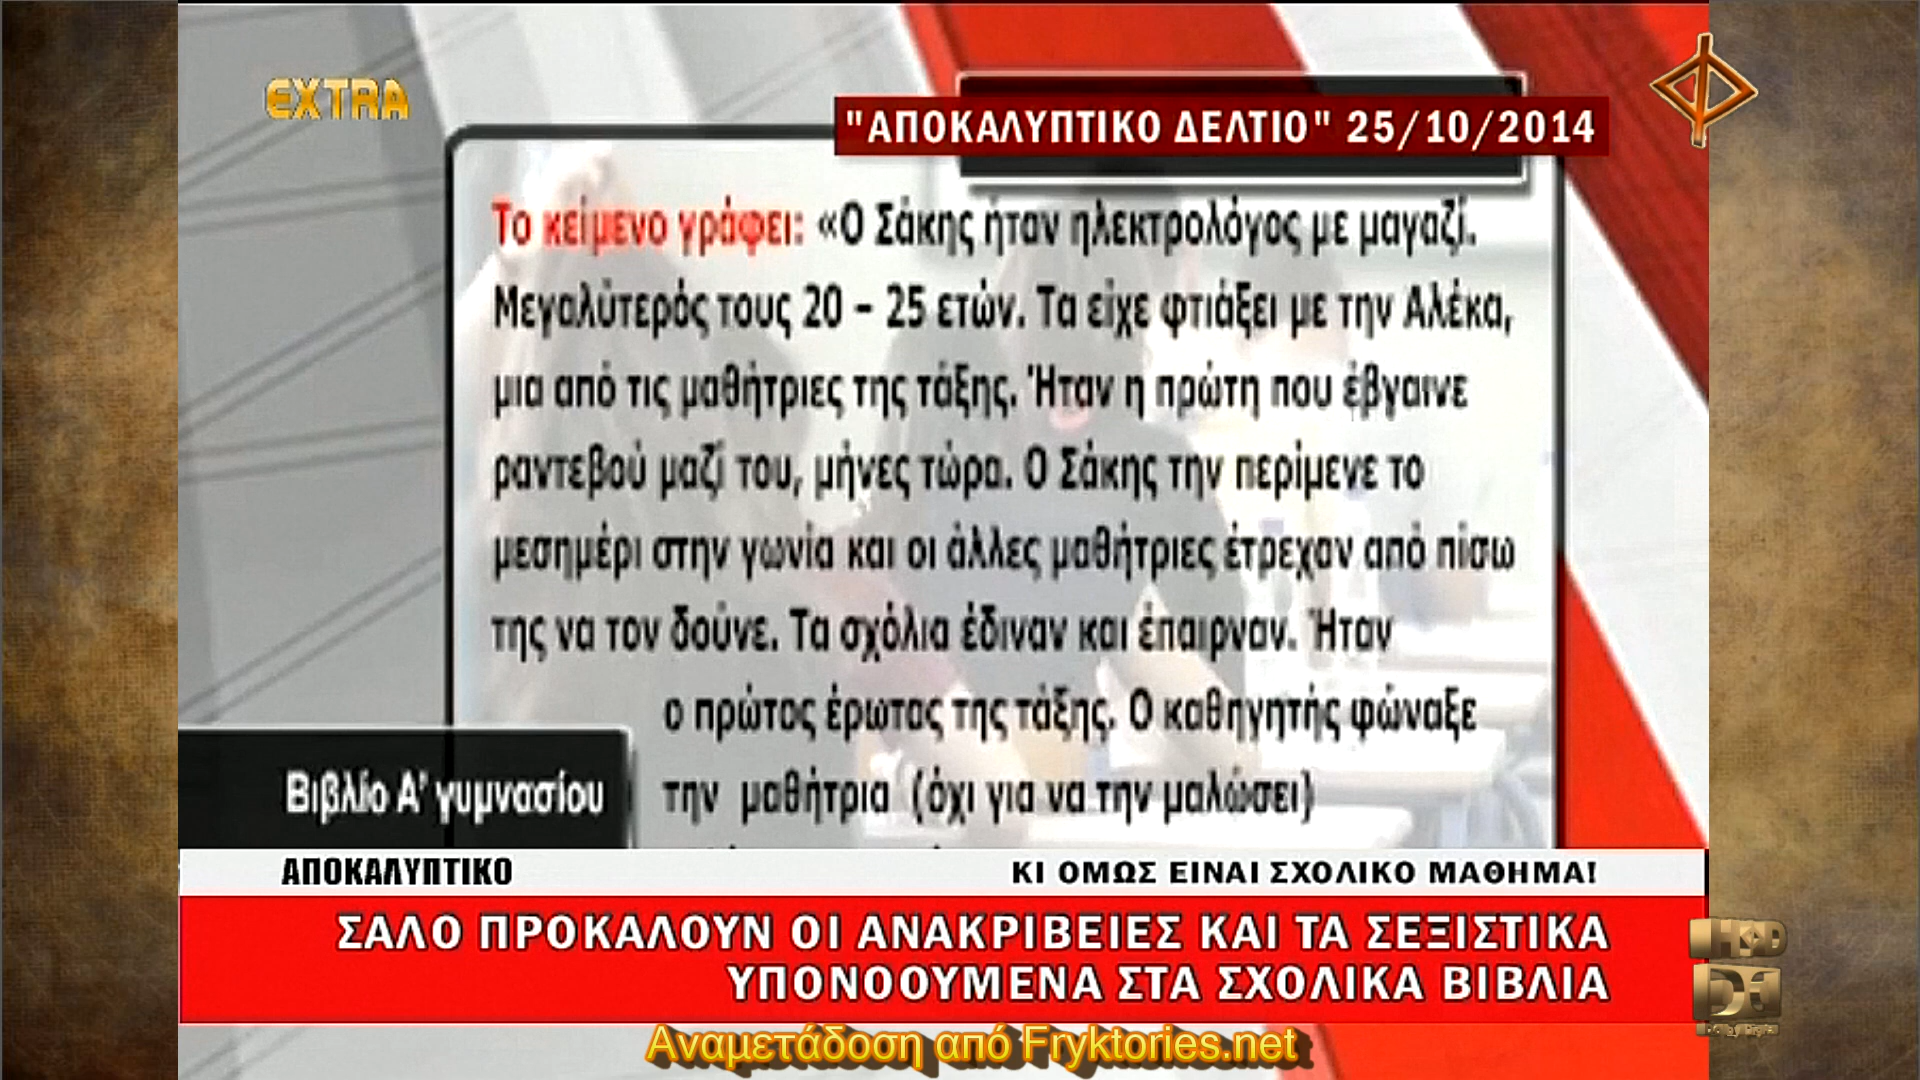 EXTRA
"ΑΠΟΚΑΛΥΠΤΙΚΟ ΔΕΛΤΙΟ" 25/10/2014
Το κείμενο γράφει: «Ο Σάκης ήταν ηλεκτρολόγος με μαγαζί.
Μεγαλύτερός τους 20 – 25 ετών. Τα είχε φτιάξει με την Αλέκα,
μια από τις μαθήτριες της τάξης. Ήταν η πρώτη που έβγαινε
ραντεβού μαζί του, μήνες τώρα. Ο Σάκης την περίμενε το
μεσημέρι στην γωνία και οι άλλες μαθήτριες έτρεχαν από πίσω
της να τον δούνε. Τα σχόλια έδιναν και έπαιρναν. Ήταν
ο πρώτος έρωτας της τάξης. Ο καθηγητής φώναξε
την μαθήτρια (όχι για να την μαλώσει)
Βιβλίο Α' γυμνασίου
ΑΠΟΚΑΛΥΠΤΙΚΟ
ΚΙ ΟΜΩΣ ΕΙΝΑΙ ΣΧΟΛΙΚΟ ΜΑΘΗΜΑ!
ΣΑΛΟ ΠΡΟΚΑΛΟΥΝ ΟΙ ΑΝΑΚΡΙΒΕΙΕΣ ΚΑΙ ΤΑ ΣΕΞΙΣΤΙΚΑ
ΥΠΟΝΟΟΥΜΕΝΑ ΣΤΑ ΣΧΟΛΙΚΑ ΒΙΒΛΙΑ
Αναμετάδοση από Fryktories.net